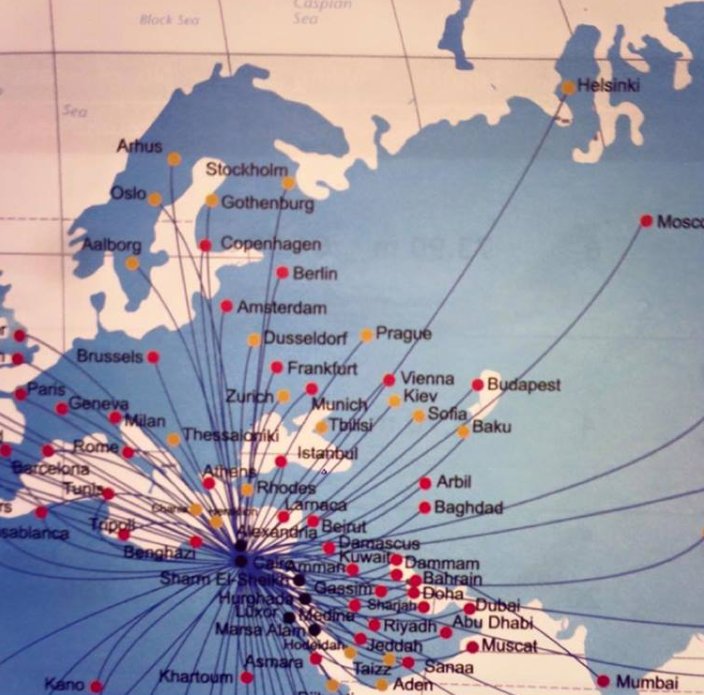 Black Sea
Caspian
Sea
Sea
Helsinki
Arhus
Stockholm
Oslo
Gothenburg
Mosco
Aalborg
Copenhagen
Berlin
Amsterdam
Dusseldorf
Prague
Brussels
Frankfurt
Vienna
Budapest
Paris
Zurich
Kiev
Geneva
Munich
Sofia
Milan
Tbilisi
Baku
Thessaloniki
Rome
Istanbul
Barcelona
Athens
Arbil
Tunis
Rhodes
Chania
Heraklion
Larnaca
Baghdad
sablanca
Tripoli
Alexandria
Beirut
Benghazi
Damascus
Cairo
Amman
Kuwait
Dammam
Sharm El-Sheikh
Bahrain
Qassim
Doha
Hurghada
Sharjah
Dubai
Luxor
Medina
Riyadh
Abu Dhabi
Marsa Alam
Hodeidah
Jeddah
Muscat
Asmara
Taizz
Sanaa
Khartoum
Kano
Aden
Mumbai